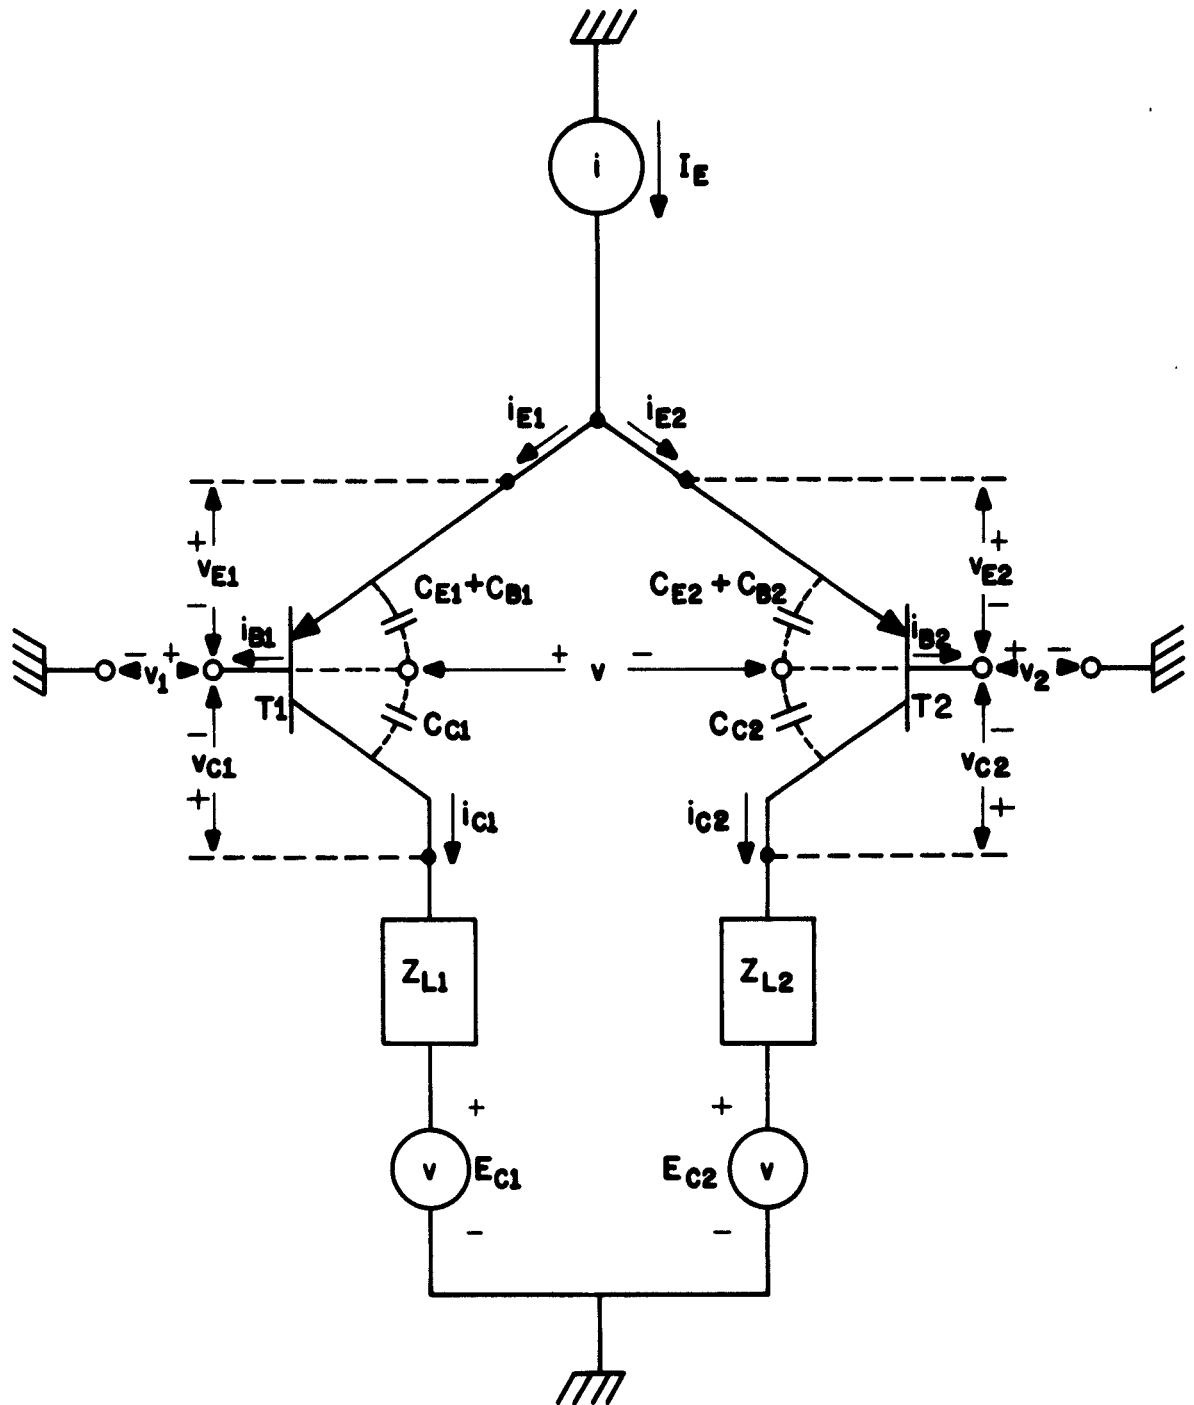 i
I_E
i_E1
i_E2
+
v_E1
−
+
v_E2
−
C_E1 + C_B1
C_E2 + C_B2
i_B1
i_B2
− v_1 +
+ v −
+ v_2 −
T1
T2
−
v_C1
+
C_C1
C_C2
−
v_C2
+
i_C1
i_C2
Z_L1
Z_L2
+
+
v
E_C1
E_C2
v
−
−